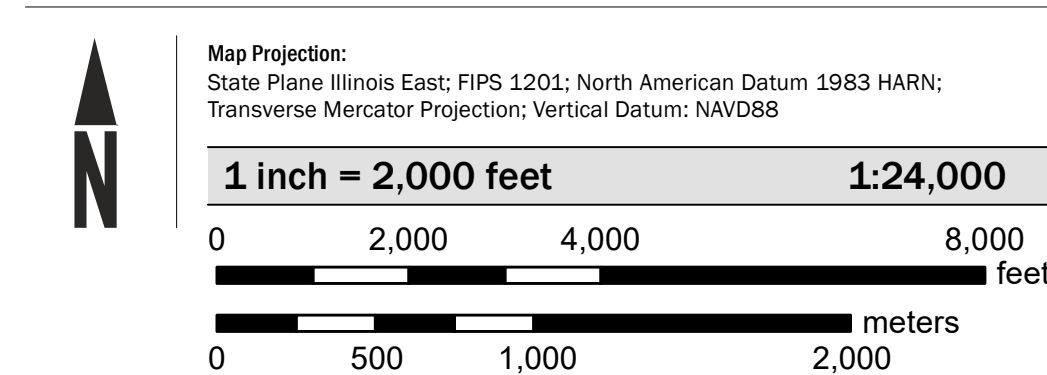 N
Map Projection:
State Plane Illinois East; FIPS 1201; North American Datum 1983 HARN;
Transverse Mercator Projection; Vertical Datum: NAVD88
1 inch = 2,000 feet 1:24,000
0 2,000 4,000 8,000
feet
meters
0 500 1,000 2,000